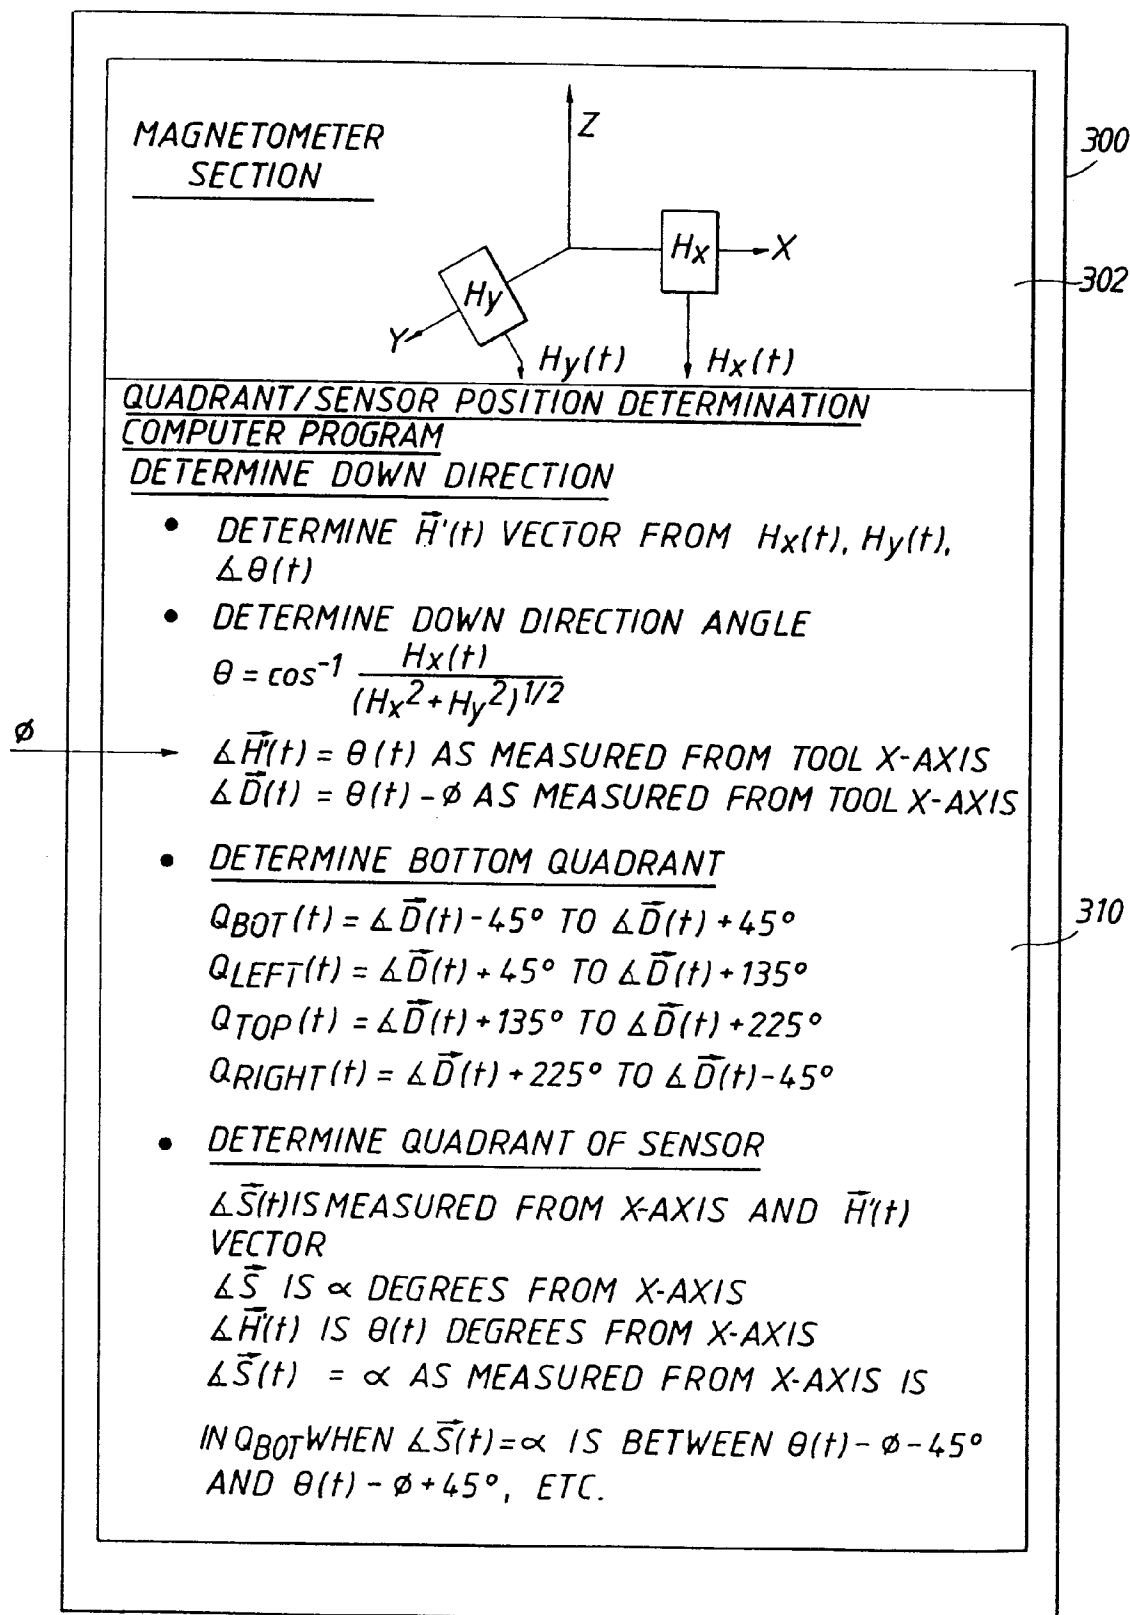 MAGNETOMETER
SECTION
Z
300
Hx
X
302
Hy
Y
Hy(t)
Hx(t)
QUADRANT/SENSOR POSITION DETERMINATION
COMPUTER PROGRAM
DETERMINE DOWN DIRECTION
• DETERMINE H⃗'(t) VECTOR FROM Hx(t), Hy(t),
∡θ(t)
• DETERMINE DOWN DIRECTION ANGLE
θ = cos⁻¹ Hx(t) / (Hx² + Hy²)^1/2
ø
∡H⃗'(t) = θ(t) AS MEASURED FROM TOOL X-AXIS
∡D⃗(t) = θ(t) - ø AS MEASURED FROM TOOL X-AXIS
• DETERMINE BOTTOM QUADRANT
QBOT(t) = ∡D⃗(t) - 45° TO ∡D⃗(t) + 45°
310
QLEFT(t) = ∡D⃗(t) + 45° TO ∡D⃗(t) + 135°
QTOP(t) = ∡D⃗(t) + 135° TO ∡D⃗(t) + 225°
QRIGHT(t) = ∡D⃗(t) + 225° TO ∡D⃗(t) - 45°
• DETERMINE QUADRANT OF SENSOR
∡S⃗(t) IS MEASURED FROM X-AXIS AND H⃗'(t)
VECTOR
∡S⃗ IS ∝ DEGREES FROM X-AXIS
∡H⃗'(t) IS θ(t) DEGREES FROM X-AXIS
∡S⃗(t) = ∝ AS MEASURED FROM X-AXIS IS
IN QBOT WHEN ∡S⃗(t) = ∝ IS BETWEEN θ(t) - ø - 45°
AND θ(t) - ø + 45°, ETC.